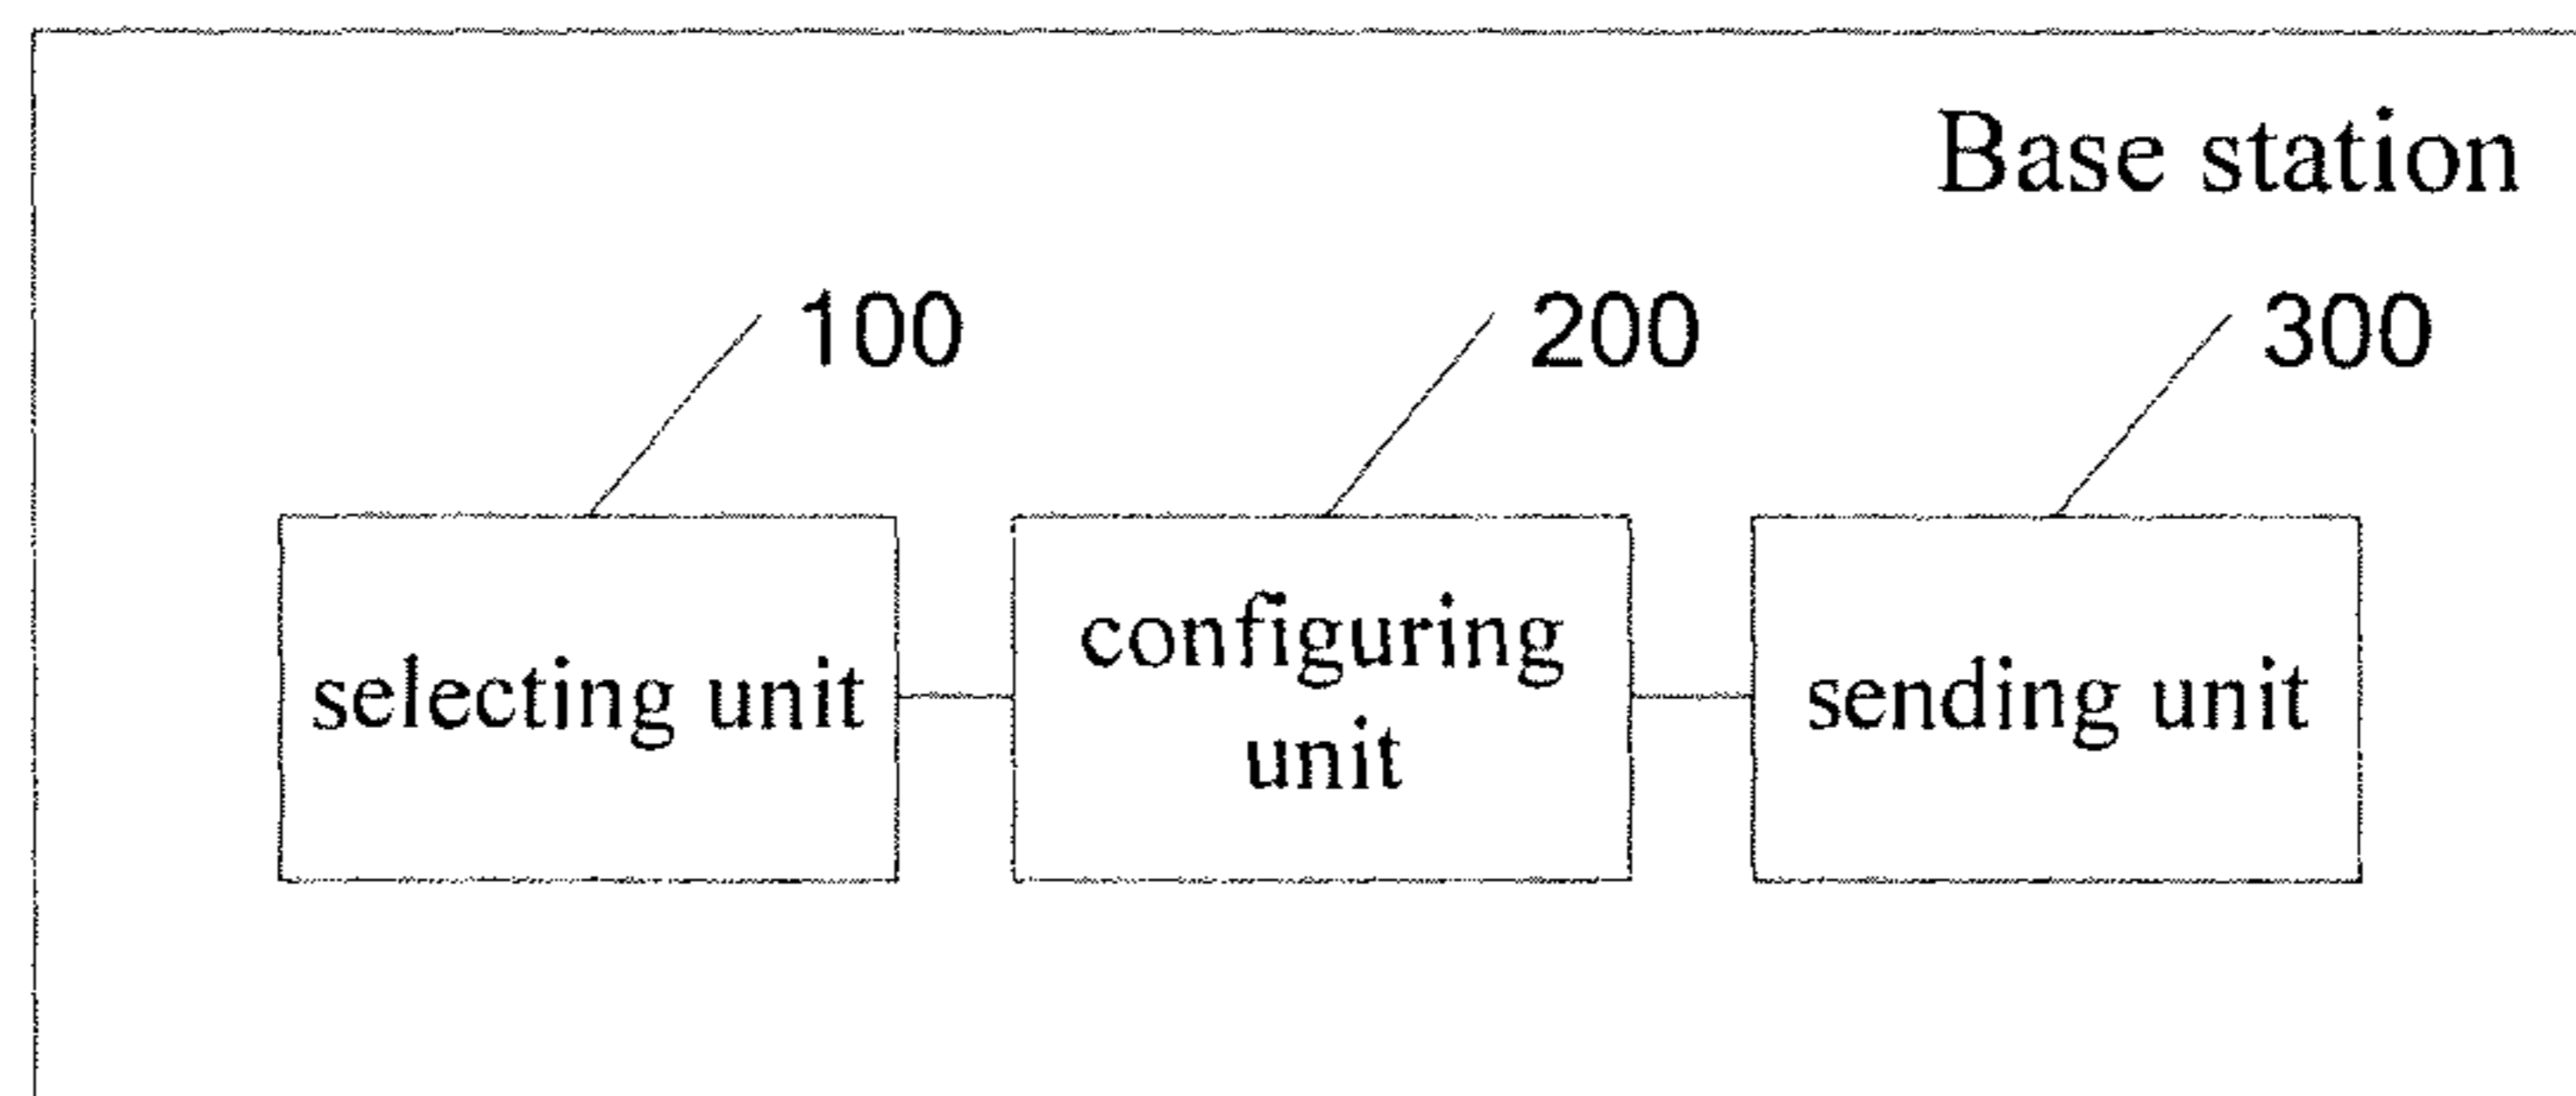 Base station
100
200
300
selecting unit
configuring
unit
sending unit